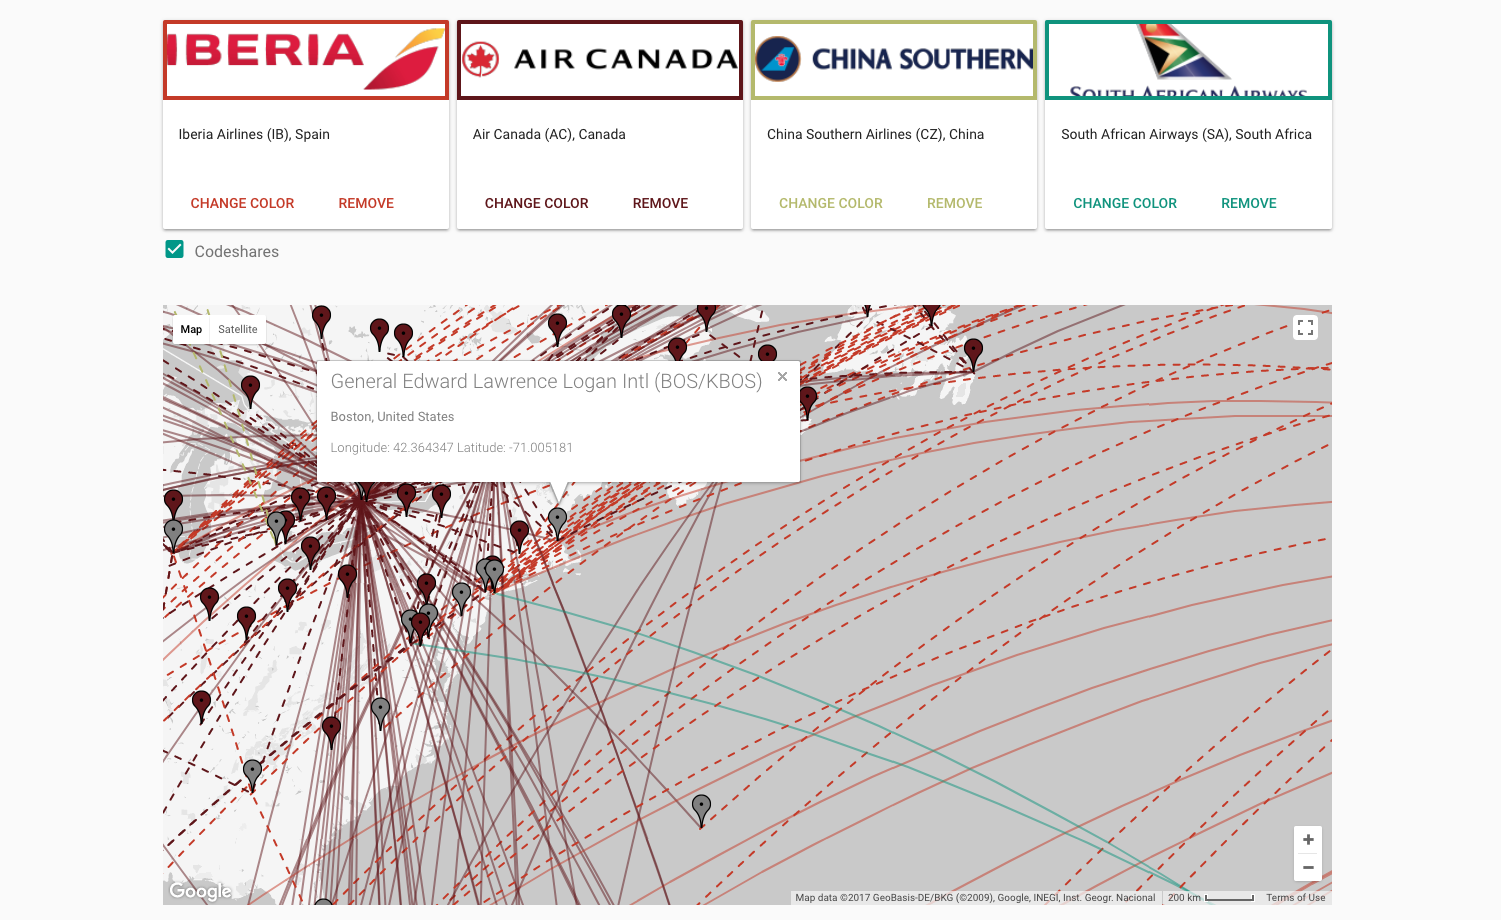 IBERIA
AIR CANADA
CHINA SOUTHERN
SOUTH AFRICAN AIRWAYS
Iberia Airlines (IB), Spain
Air Canada (AC), Canada
China Southern Airlines (CZ), China
South African Airways (SA), South Africa
CHANGE COLOR REMOVE
CHANGE COLOR REMOVE
CHANGE COLOR REMOVE
CHANGE COLOR REMOVE
Codeshares
Map Satellite
General Edward Lawrence Logan Intl (BOS/KBOS)
Boston, United States
Longitude: 42.364347 Latitude: -71.005181
Google
Map data ©2017 GeoBasis-DE/BKG (©2009), Google, INEGI, Inst. Geogr. Nacional 200 km Terms of Use